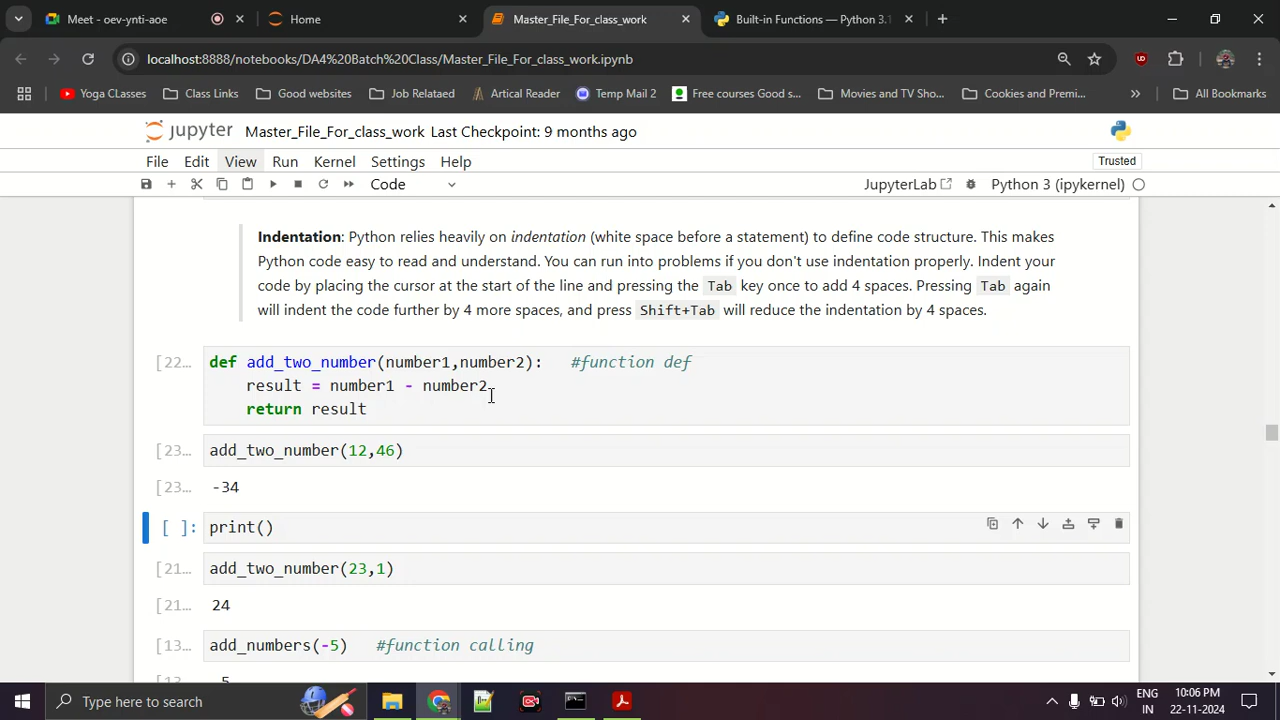 Meet - oev-ynti-aoe
Home
Master_File_For_class_work
Built-in Functions — Python 3.1
localhost:8888/notebooks/DA4%20Batch%20Class/Master_File_For_class_work.ipynb
Yoga CLasses
Class Links
Good websites
Job Relataed
Artical Reader
Temp Mail 2
Free courses Good s...
Movies and TV Sho...
Cookies and Premi...
All Bookmarks
jupyter Master_File_For_class_work Last Checkpoint: 9 months ago
File Edit View Run Kernel Settings Help
Trusted
Code
JupyterLab
Python 3 (ipykernel)
Indentation: Python relies heavily on indentation (white space before a statement) to define code structure. This makes
Python code easy to read and understand. You can run into problems if you don't use indentation properly. Indent your
code by placing the cursor at the start of the line and pressing the Tab key once to add 4 spaces. Pressing Tab again
will indent the code further by 4 more spaces, and press Shift+Tab will reduce the indentation by 4 spaces.
[22... def add_two_number(number1,number2): #function def
result = number1 - number2
return result
[23... add_two_number(12,46)
[23... -34
[ ]: print()
[21... add_two_number(23,1)
[21... 24
[13... add_numbers(-5) #function calling
Type here to search
ENG
IN
10:06 PM
22-11-2024